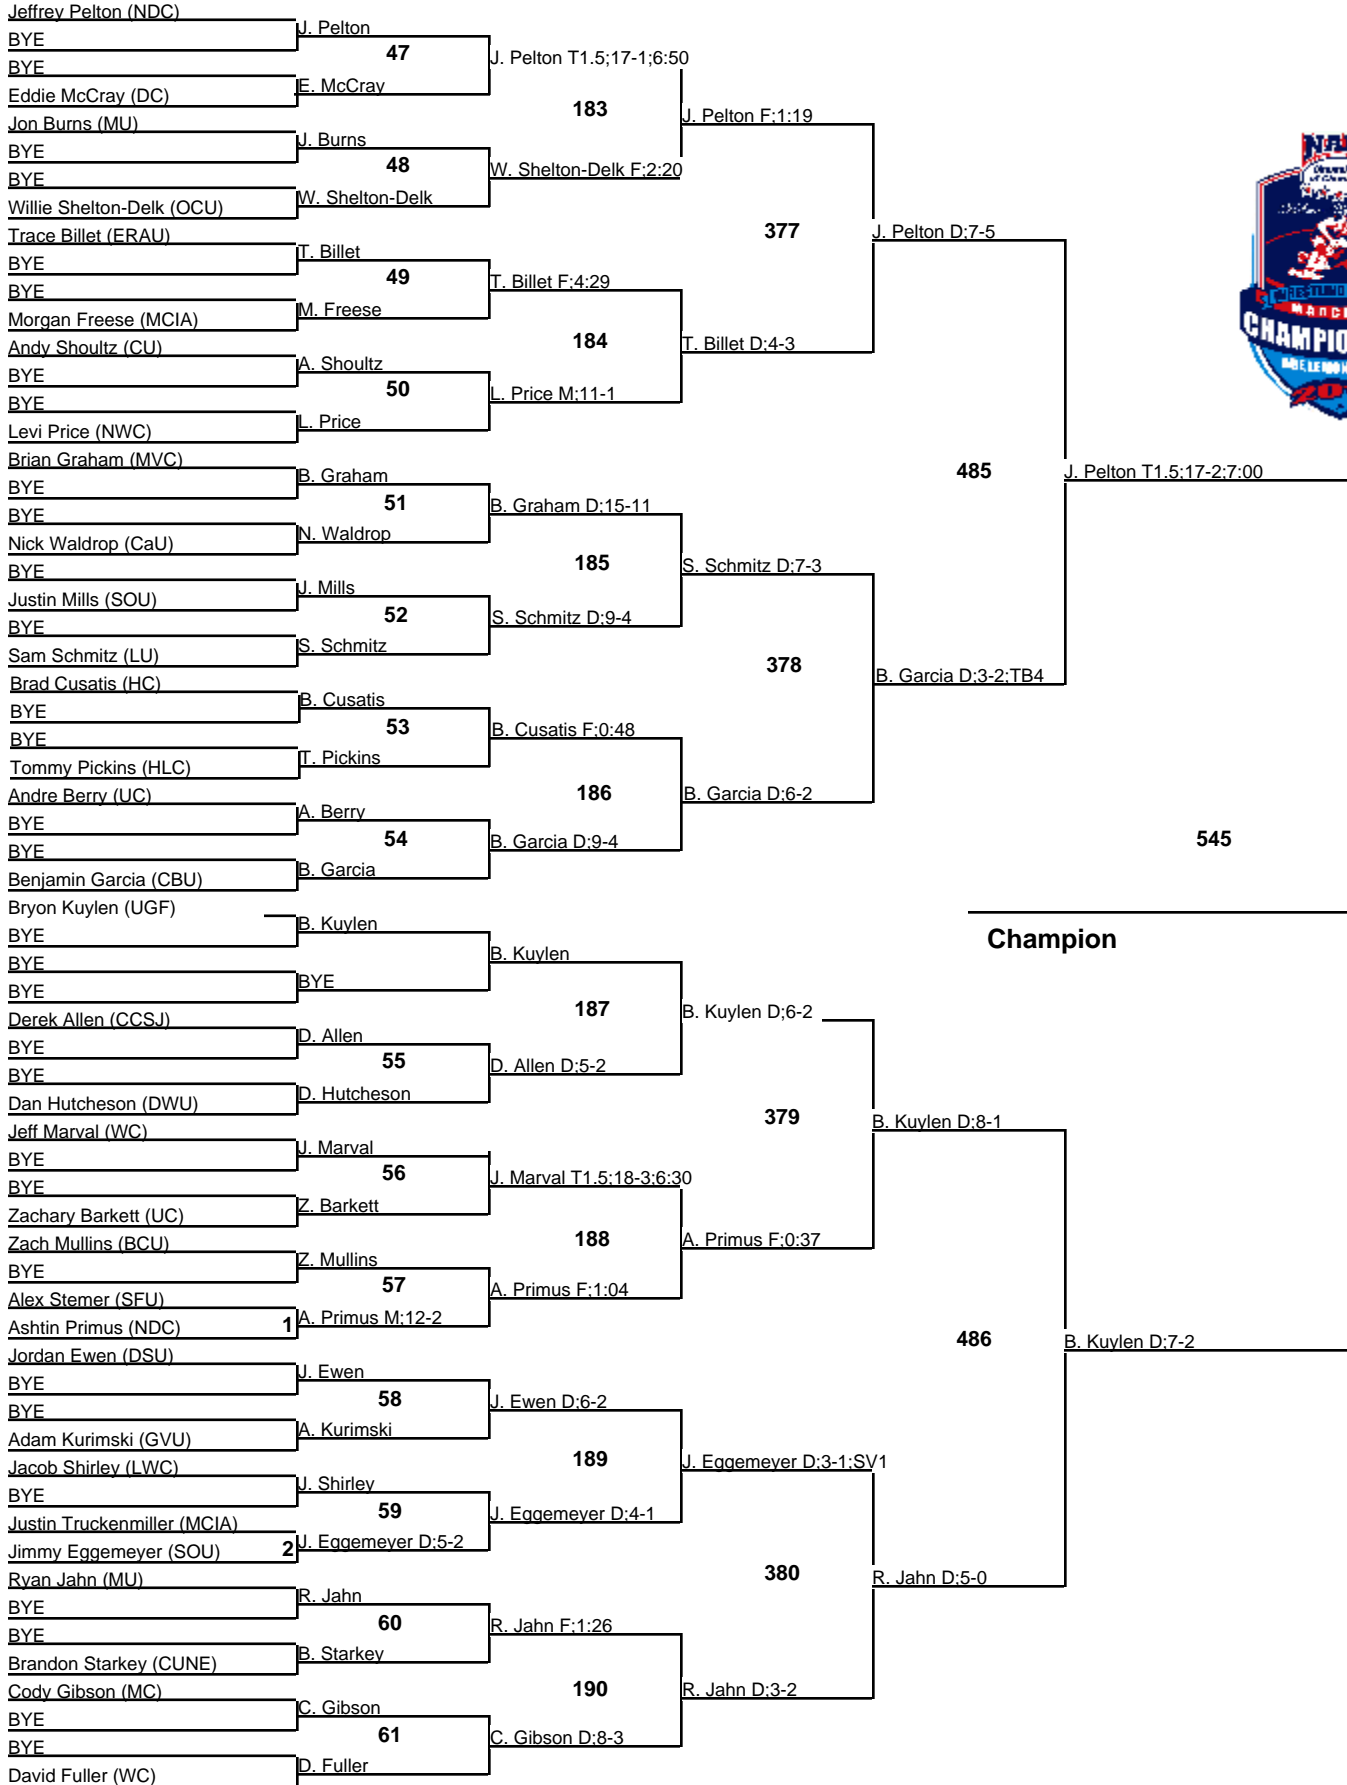 Jeffrey Pelton (NDC)
BYE
BYE
Eddie McCray (DC)
Jon Burns (MU)
BYE
BYE
Willie Shelton-Delk (OCU)
Trace Billet (ERAU)
BYE
BYE
Morgan Freese (MCIA)
Andy Shoultz (CU)
BYE
BYE
Levi Price (NWC)
Brian Graham (MVC)
BYE
BYE
Nick Waldrop (CaU)
BYE
Justin Mills (SOU)
BYE
Sam Schmitz (LU)
Brad Cusatis (HC)
BYE
BYE
Tommy Pickins (HLC)
Andre Berry (UC)
BYE
BYE
Benjamin Garcia (CBU)
Bryon Kuylen (UGF)
BYE
BYE
BYE
Derek Allen (CCSJ)
BYE
BYE
Dan Hutcheson (DWU)
Jeff Marval (WC)
BYE
BYE
Zachary Barkett (UC)
Zach Mullins (BCU)
BYE
Alex Stemer (SFU)
Ashtin Primus (NDC) 1
Jordan Ewen (DSU)
BYE
BYE
Adam Kurimski (GVU)
Jacob Shirley (LWC)
BYE
Justin Truckenmiller (MCIA)
Jimmy Eggemeyer (SOU) 2
Ryan Jahn (MU)
BYE
BYE
Brandon Starkey (CUNE)
Cody Gibson (MC)
BYE
BYE
David Fuller (WC)
J. Pelton
47
E. McCray
J. Burns
48
W. Shelton-Delk
T. Billet
49
M. Freese
A. Shoultz
50
L. Price
B. Graham
51
N. Waldrop
J. Mills
52
S. Schmitz
B. Cusatis
53
T. Pickins
A. Berry
54
B. Garcia
B. Kuylen
BYE
D. Allen
55
D. Hutcheson
J. Marval
56
Z. Barkett
Z. Mullins
57
A. Primus M;12-2
J. Ewen
58
A. Kurimski
J. Shirley
59
J. Eggemeyer D;5-2
R. Jahn
60
B. Starkey
C. Gibson
61
D. Fuller
J. Pelton T1.5;17-1;6:50
183
W. Shelton-Delk F;2:20
T. Billet F;4:29
184
L. Price M;11-1
B. Graham D;15-11
185
S. Schmitz D;9-4
B. Cusatis F;0:48
186
B. Garcia D;9-4
B. Kuylen
187
D. Allen D;5-2
J. Marval T1.5;18-3;6:30
188
A. Primus F;1:04
J. Ewen D;6-2
189
J. Eggemeyer D;4-1
R. Jahn F;1:26
190
C. Gibson D;8-3
J. Pelton F;1:19
377
T. Billet D;4-3
S. Schmitz D;7-3
378
B. Garcia D;6-2
B. Kuylen D;6-2
379
A. Primus F;0:37
J. Eggemeyer D;3-1;SV1
380
R. Jahn D;3-2
J. Pelton D;7-5
485
B. Garcia D;3-2;TB4
B. Kuylen D;8-1
486
R. Jahn D;5-0
J. Pelton T1.5;17-2;7:00
545
B. Kuylen D;7-2
Champion